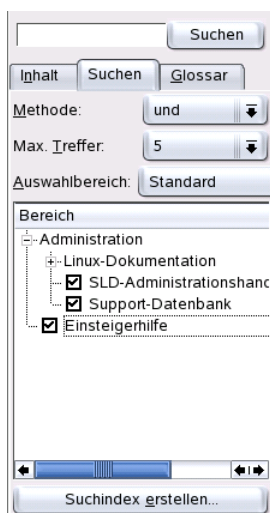 Suchen
Inhalt Suchen Glossar
Methode: und
Max. Treffer: 5
Auswahlbereich: Standard
Bereich
Administration
Linux-Dokumentation
SLD-Administrationshand
Support-Datenbank
Einsteigerhilfe
Suchindex erstellen...